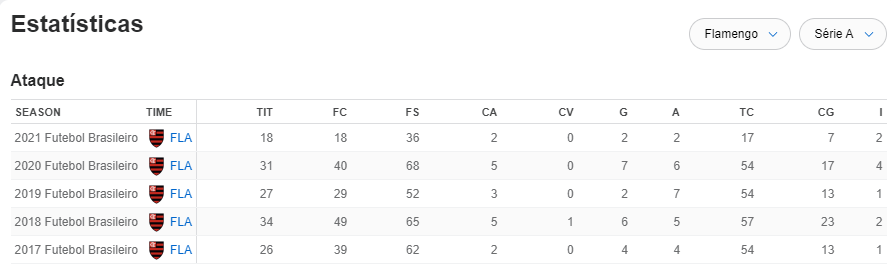 Estatísticas
Flamengo Série A
Ataque
SEASON TIME TIT FC FS CA CV G A TC CG I
2021 Futebol Brasileiro FLA 18 18 36 2 0 2 2 17 7 2
2020 Futebol Brasileiro FLA 31 40 68 5 0 7 6 54 17 4
2019 Futebol Brasileiro FLA 27 29 52 3 0 2 7 54 13 1
2018 Futebol Brasileiro FLA 34 49 65 5 1 6 5 57 23 2
2017 Futebol Brasileiro FLA 26 39 62 2 0 4 4 54 13 1